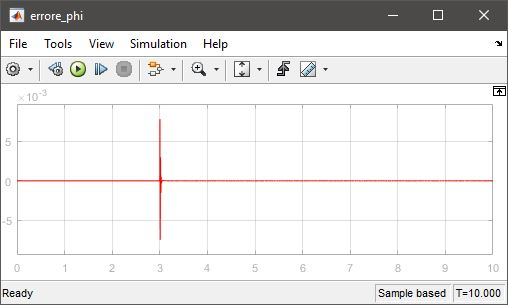 errore_phi
File Tools View Simulation Help
×10⁻³
5
0
-5
0 1 2 3 4 5 6 7 8 9 10
Ready Sample based T=10.000